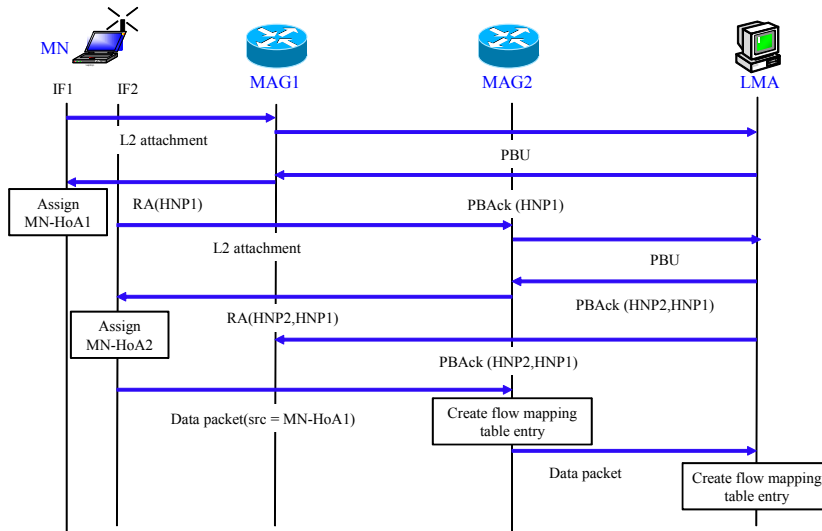 MN
MAG1
MAG2
LMA
IF1
IF2
L2 attachment
PBU
Assign
MN-HoA1
RA(HNP1)
PBAck (HNP1)
L2 attachment
PBU
PBAck (HNP2,HNP1)
Assign
MN-HoA2
RA(HNP2,HNP1)
PBAck (HNP2,HNP1)
Data packet(src = MN-HoA1)
Create flow mapping
table entry
Data packet
Create flow mapping
table entry